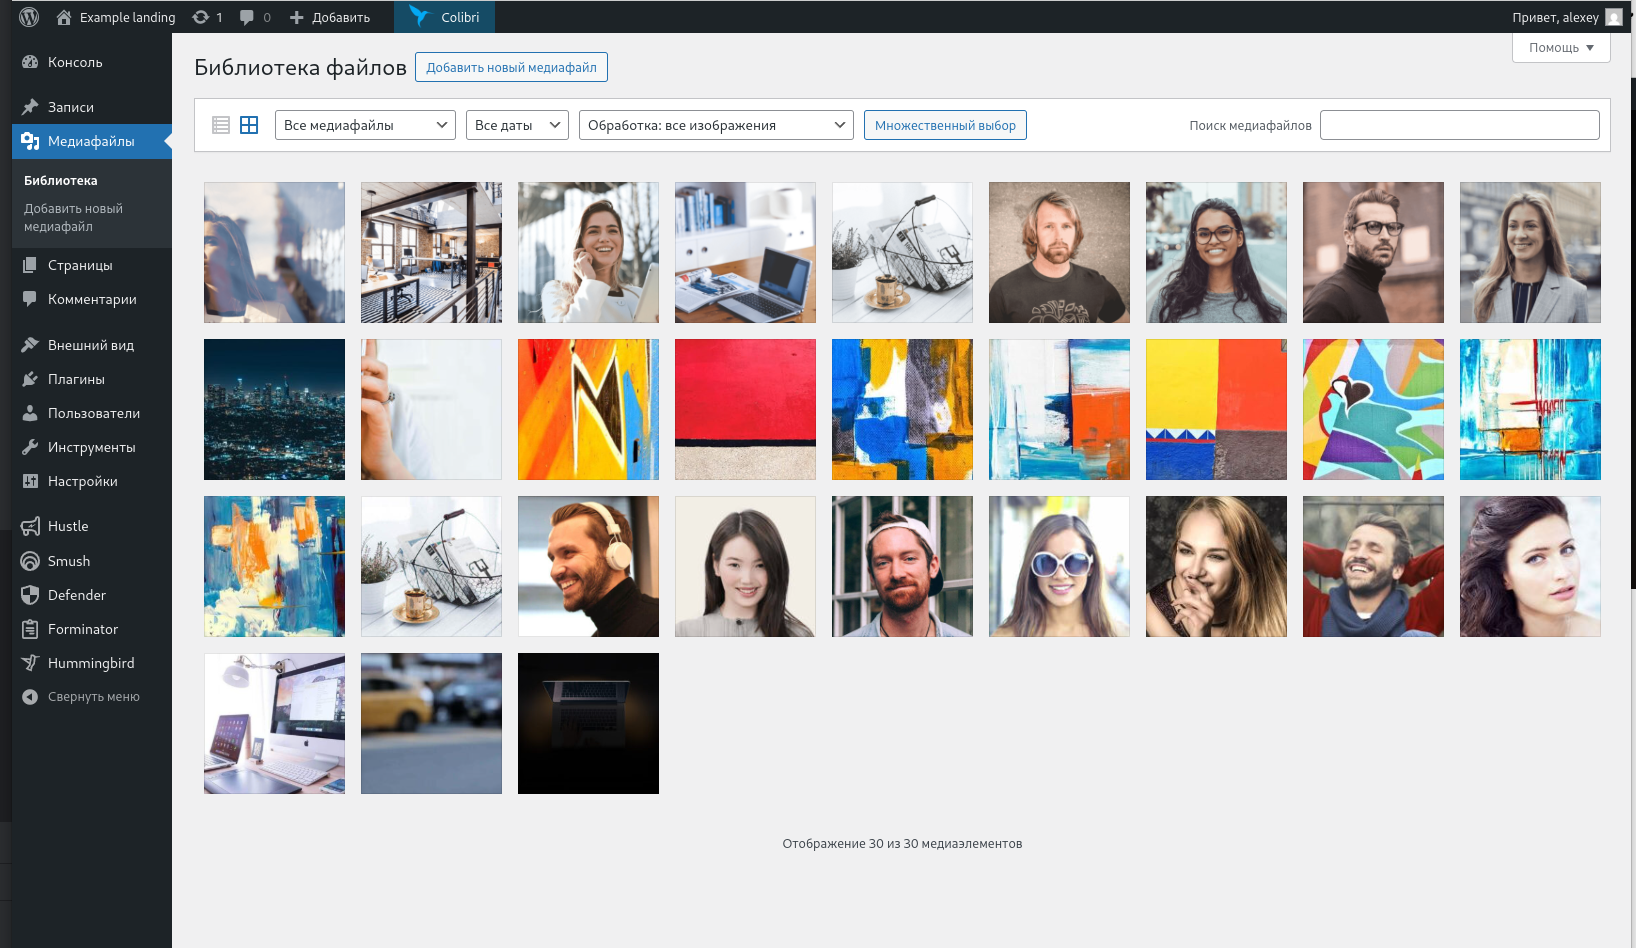 Example landing
1
0
Добавить
Colibri
Привет, alexey
Помощь
Консоль
Записи
Медиафайлы
Библиотека
Добавить новый
медиафайл
Страницы
Комментарии
Внешний вид
Плагины
Пользователи
Инструменты
Настройки
Hustle
Smush
Defender
Forminator
Hummingbird
Свернуть меню
Библиотека файлов
Добавить новый медиафайл
Все медиафайлы
Все даты
Обработка: все изображения
Множественный выбор
Поиск медиафайлов
Отображение 30 из 30 медиаэлементов